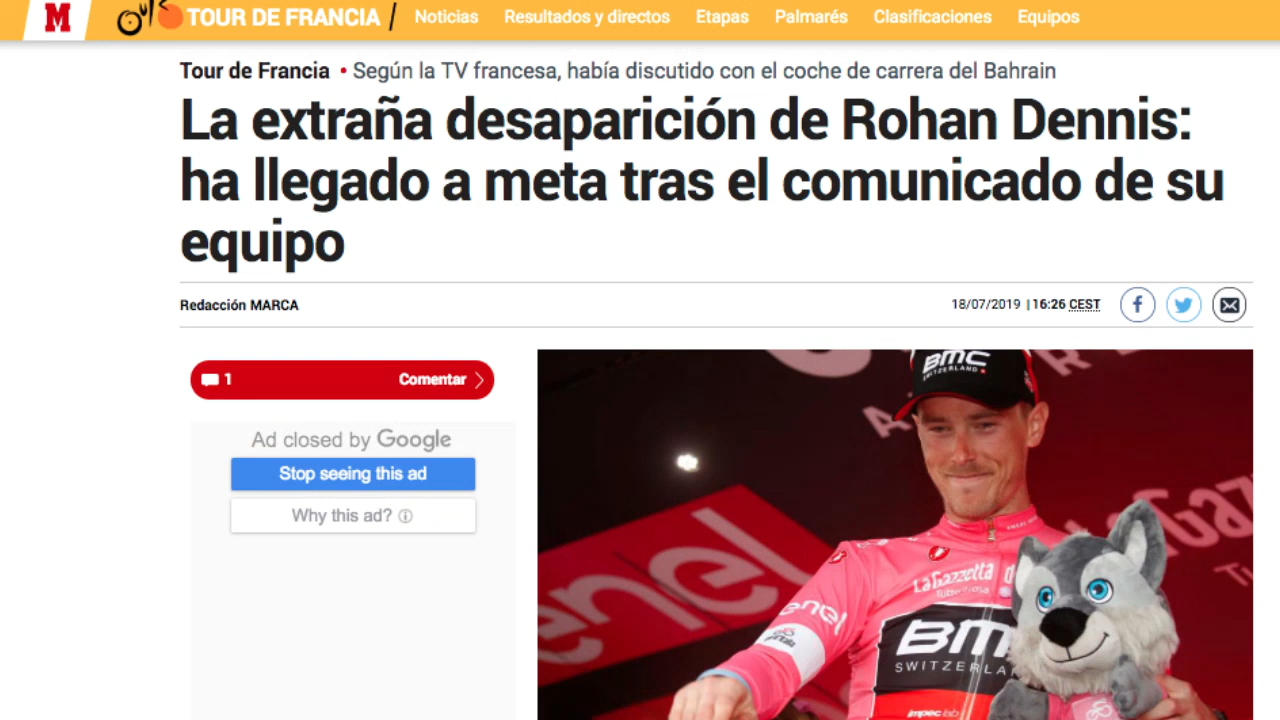 M TOUR DE FRANCIA / Noticias Resultados y directos Etapas Palmarés Clasificaciones Equipos
Tour de Francia • Según la TV francesa, había discutido con el coche de carrera del Bahrain
La extraña desaparición de Rohan Dennis:
ha llegado a meta tras el comunicado de su
equipo
Redacción MARCA
18/07/2019 | 16:26 CEST
1 Comentar
Ad closed by Google
Stop seeing this ad
Why this ad?
BMC
SWITZERLAND
enel
La Gazzetta
enel
BMC
SWITZERLA
impec lab